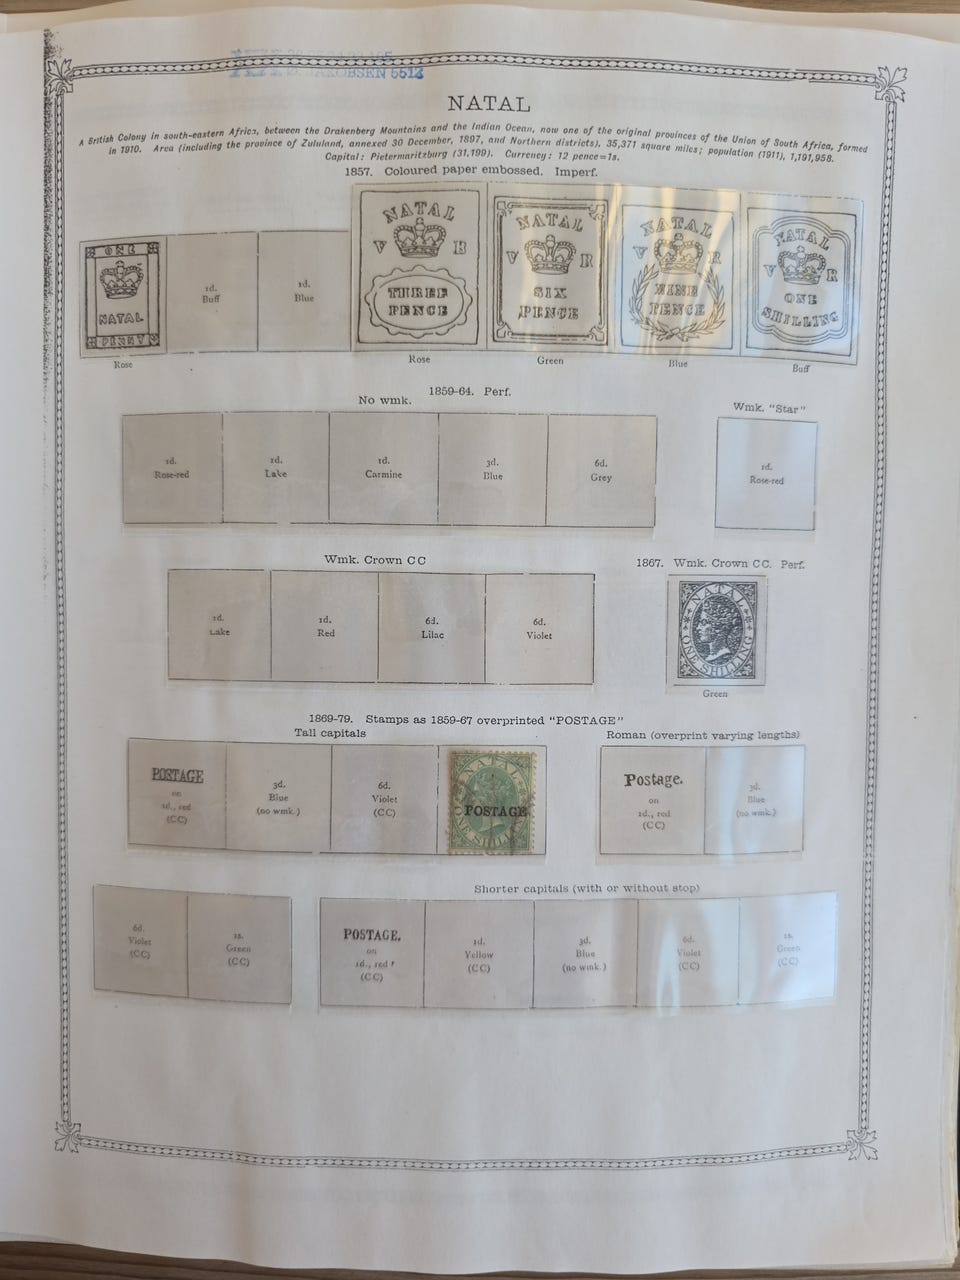 JAKOBSEN 5512
NATAL
A British Colony in south-eastern Africa, between the Drakenberg Mountains and the Indian Ocean, now one of the original provinces of the Union of South Africa, formed
in 1910. Area (including the province of Zululand, annexed 30 December, 1897, and Northern districts), 35,371 square miles; population (1911), 1,191,958.
Capital: Pietermaritzburg (31,199). Currency: 12 pence=1s.
1857. Coloured paper embossed. Imperf.
ONE
NATAL
PENNY
Rose
1d.
Buff
1d.
Blue
NATAL
V R
THREE
PENCE
Rose
NATAL
V R
SIX
PENCE
Green
NATAL
V R
NINE
PENCE
Blue
NATAL
V R
ONE
SHILLING
Buff
1859-64. Perf.
No wmk.
Wmk. "Star"
1d.
Rose-red
1d.
Lake
1d.
Carmine
3d.
Blue
6d.
Grey
1d.
Rose-red
Wmk. Crown CC
1867. Wmk. Crown CC. Perf.
1d.
Lake
1d.
Red
6d.
Lilac
6d.
Violet
NATAL
ONE SHILLING
Green
1869-79. Stamps as 1859-67 overprinted "POSTAGE"
Tall capitals
Roman (overprint varying lengths)
POSTAGE
on
1d., red
(CC)
3d.
Blue
(no wmk.)
6d.
Violet
(CC)
NATAL
POSTAGE
ONE SHILLING
Postage.
on
1d., red
(CC)
3d.
Blue
(no wmk.)
Shorter capitals (with or without stop)
6d.
Violet
(CC)
1s.
Green
(CC)
POSTAGE.
on
1d., red
(CC)
1d.
Yellow
(CC)
3d.
Blue
(no wmk.)
6d.
Violet
(CC)
1s.
Green
(CC)